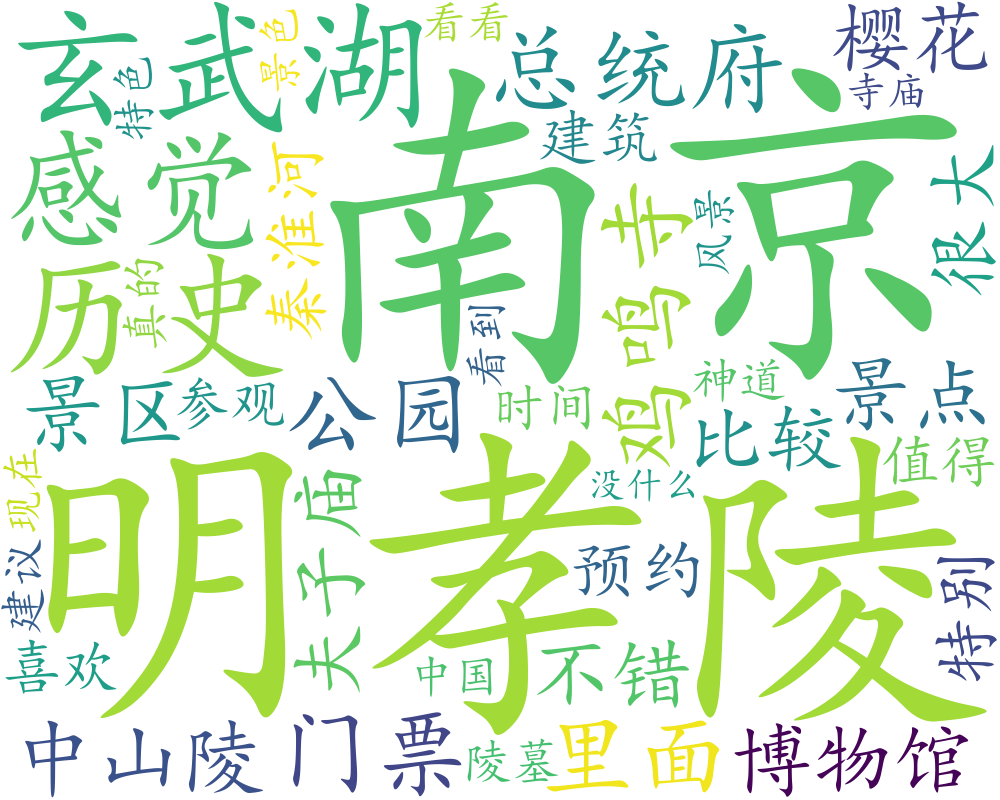 玄武湖
特色
景色
看看
总统府
樱花
寺庙
建筑
感觉
秦淮河
南京
鸡鸣寺
风景
很大
历史
真的
看到
景区
参观
公园
时间
神道
比较
景点
值得
现在
明孝陵
夫子庙
没什么
预约
建议
喜欢
中国
不错
特别
中山陵
门票
陵墓
里面
博物馆